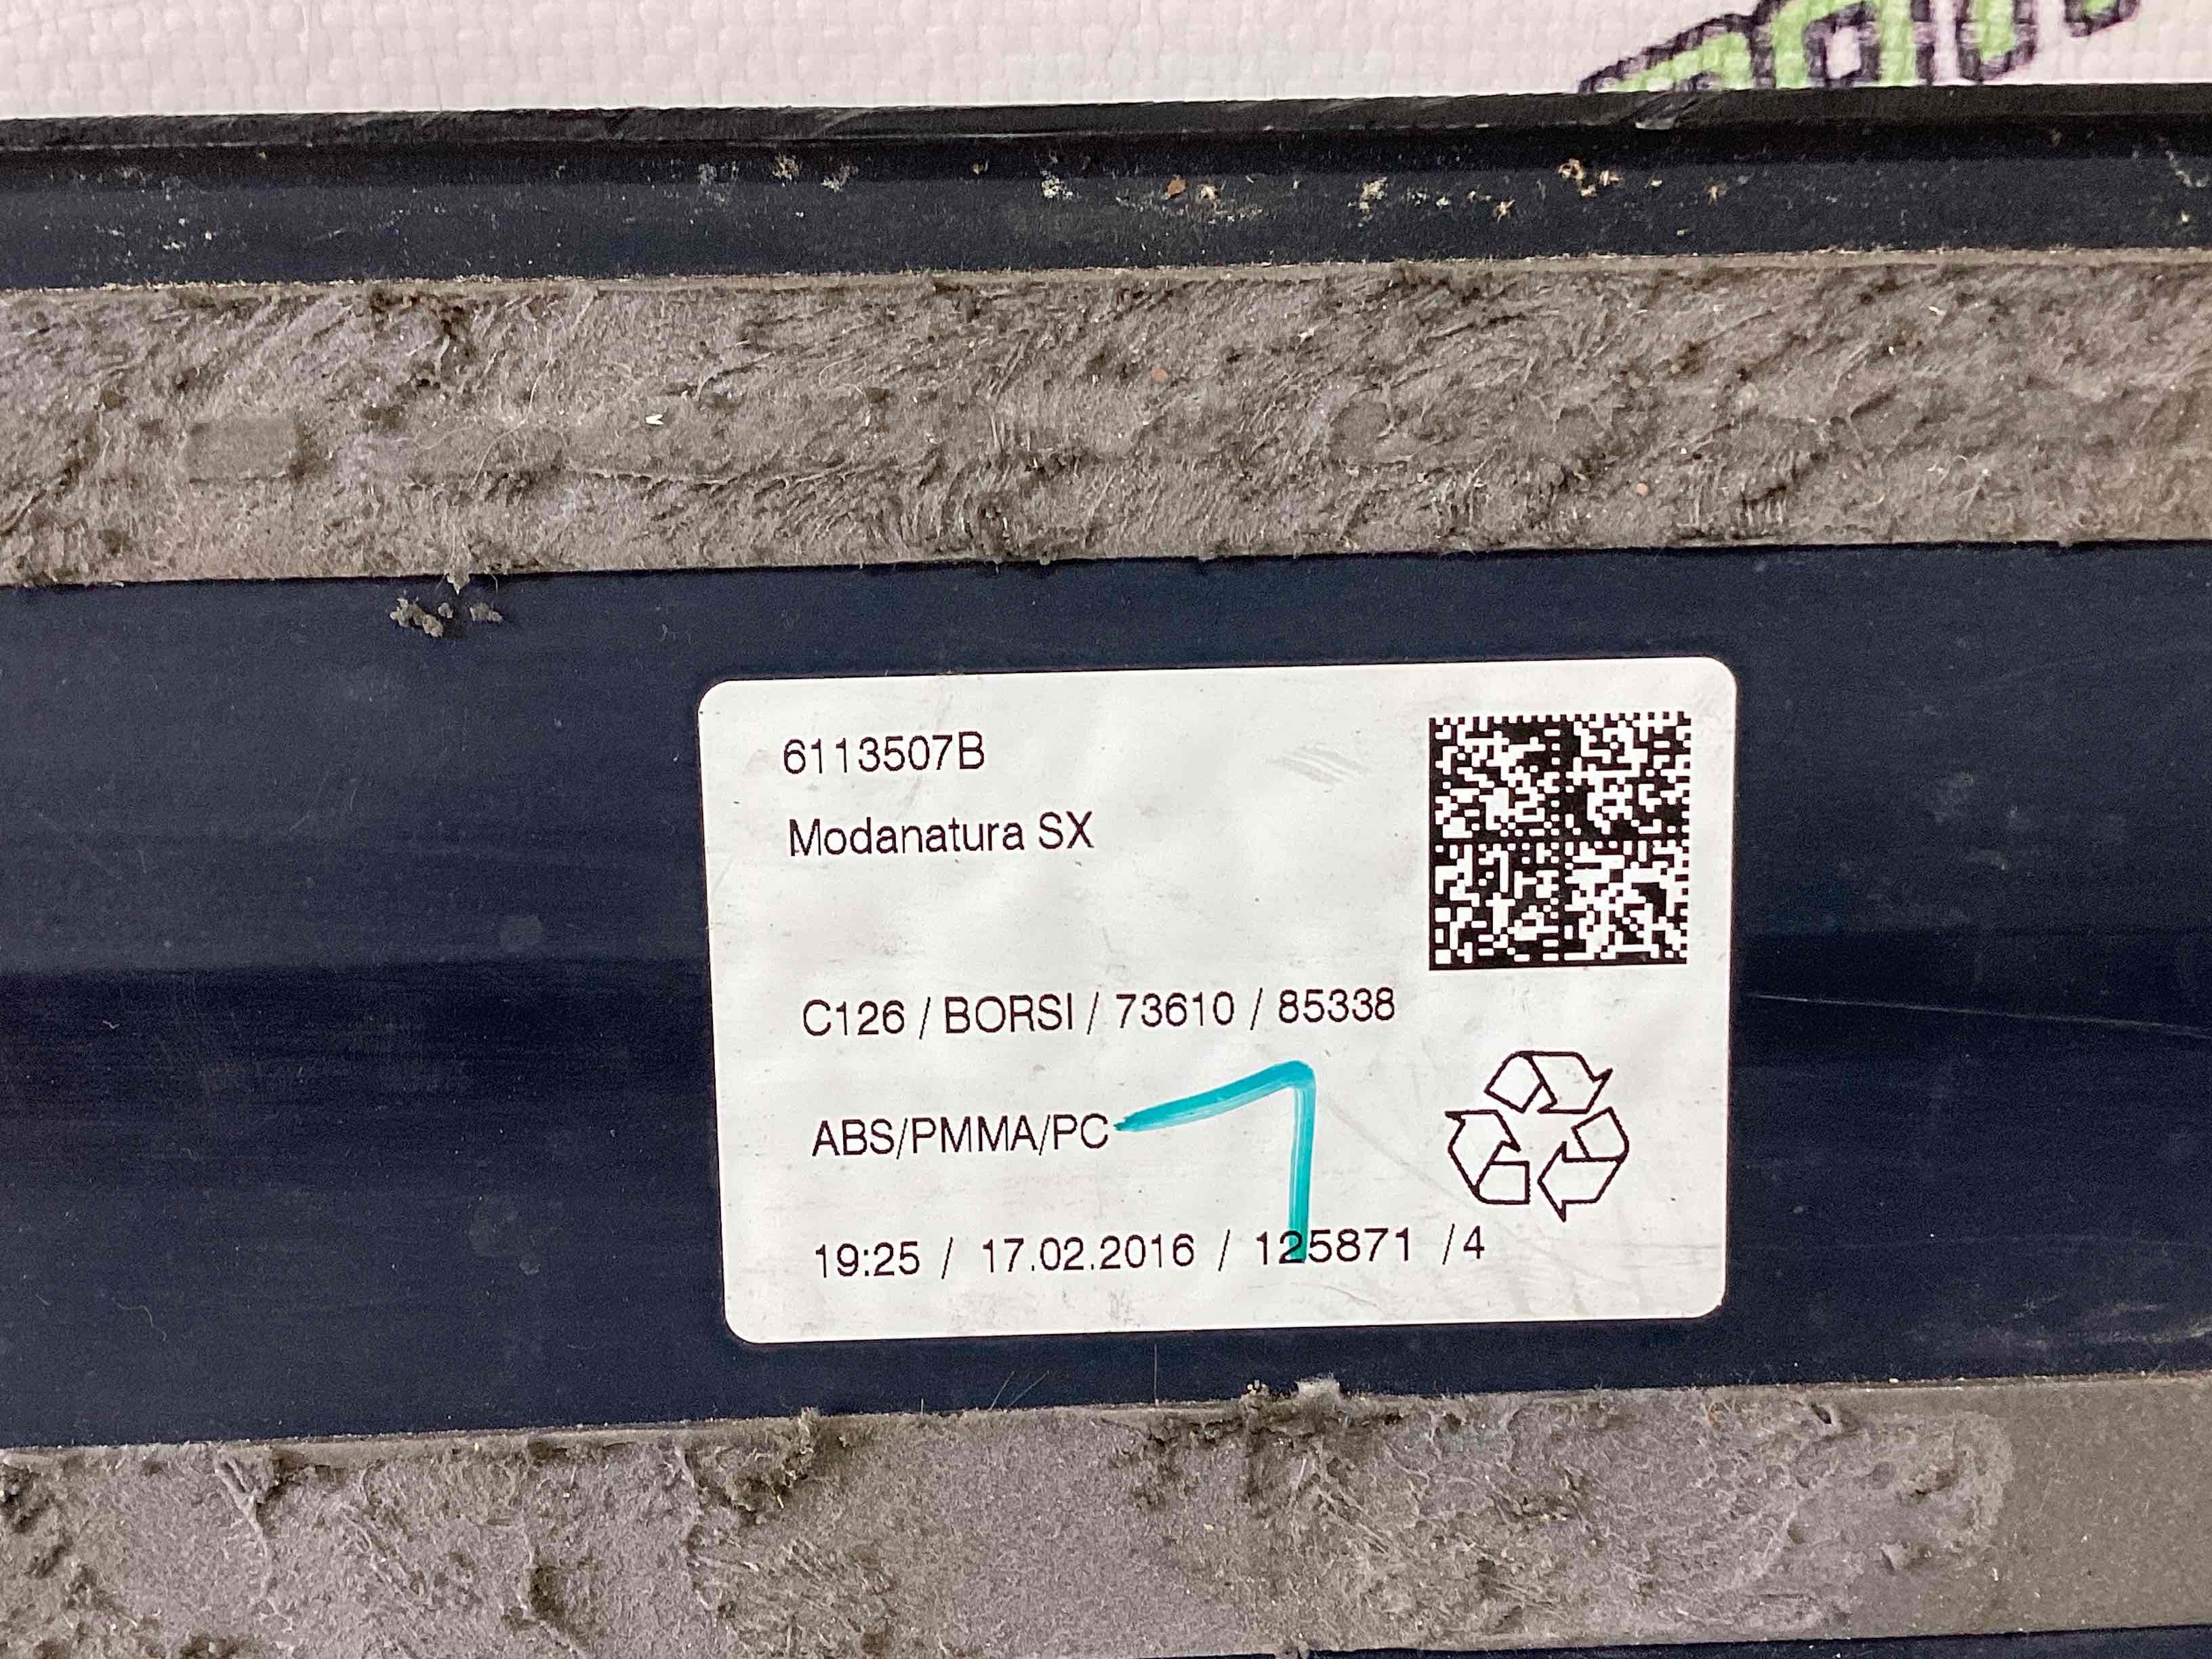 6113507B
Modanatura SX
C126 / BORSI / 73610 / 85338
ABS/PMMA/PC
19:25 / 17.02.2016 / 125871 /4